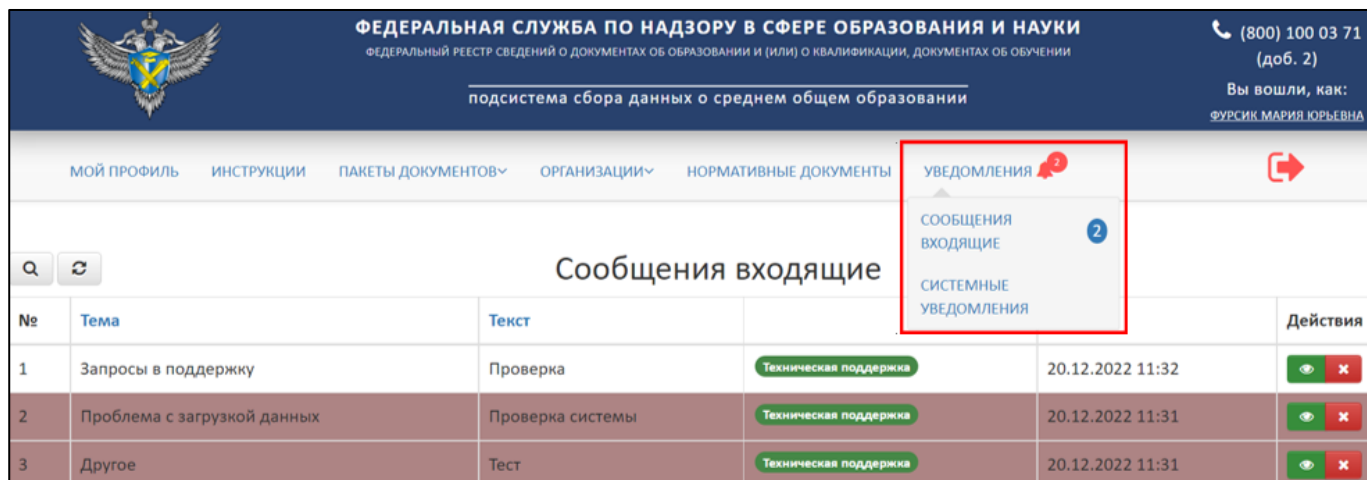 ФЕДЕРАЛЬНАЯ СЛУЖБА ПО НАДЗОРУ В СФЕРЕ ОБРАЗОВАНИЯ И НАУКИ
ФЕДЕРАЛЬНЫЙ РЕЕСТР СВЕДЕНИЙ О ДОКУМЕНТАХ ОБ ОБРАЗОВАНИИ И (ИЛИ) О КВАЛИФИКАЦИИ, ДОКУМЕНТАХ ОБ ОБУЧЕНИИ
подсистема сбора данных о среднем общем образовании
(800) 100 03 71
(доб. 2)
Вы вошли, как:
ФУРСИК МАРИЯ ЮРЬЕВНА
МОЙ ПРОФИЛЬ ИНСТРУКЦИИ ПАКЕТЫ ДОКУМЕНТОВ ОРГАНИЗАЦИИ НОРМАТИВНЫЕ ДОКУМЕНТЫ УВЕДОМЛЕНИЯ 2
СООБЩЕНИЯ
ВХОДЯЩИЕ 2
СИСТЕМНЫЕ
УВЕДОМЛЕНИЯ
Сообщения входящие
№ Тема Текст Действия
1 Запросы в поддержку Проверка Техническая поддержка 20.12.2022 11:32
2 Проблема с загрузкой данных Проверка системы Техническая поддержка 20.12.2022 11:31
3 Другое Тест Техническая поддержка 20.12.2022 11:31